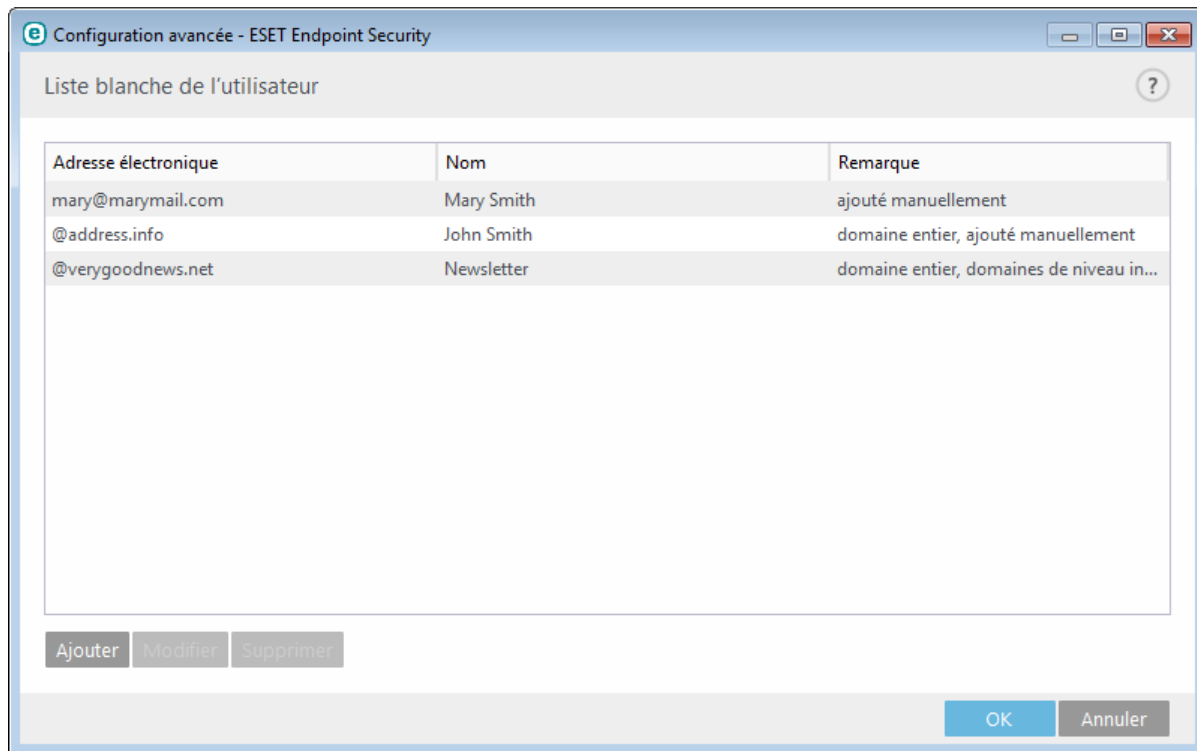 Configuration avancée - ESET Endpoint Security
Liste blanche de l'utilisateur
?
Adresse électronique Nom Remarque
mary@marymail.com Mary Smith ajouté manuellement
@address.info John Smith domaine entier, ajouté manuellement
@verygoodnews.net Newsletter domaine entier, domaines de niveau in...
Ajouter Modifier Supprimer
OK Annuler